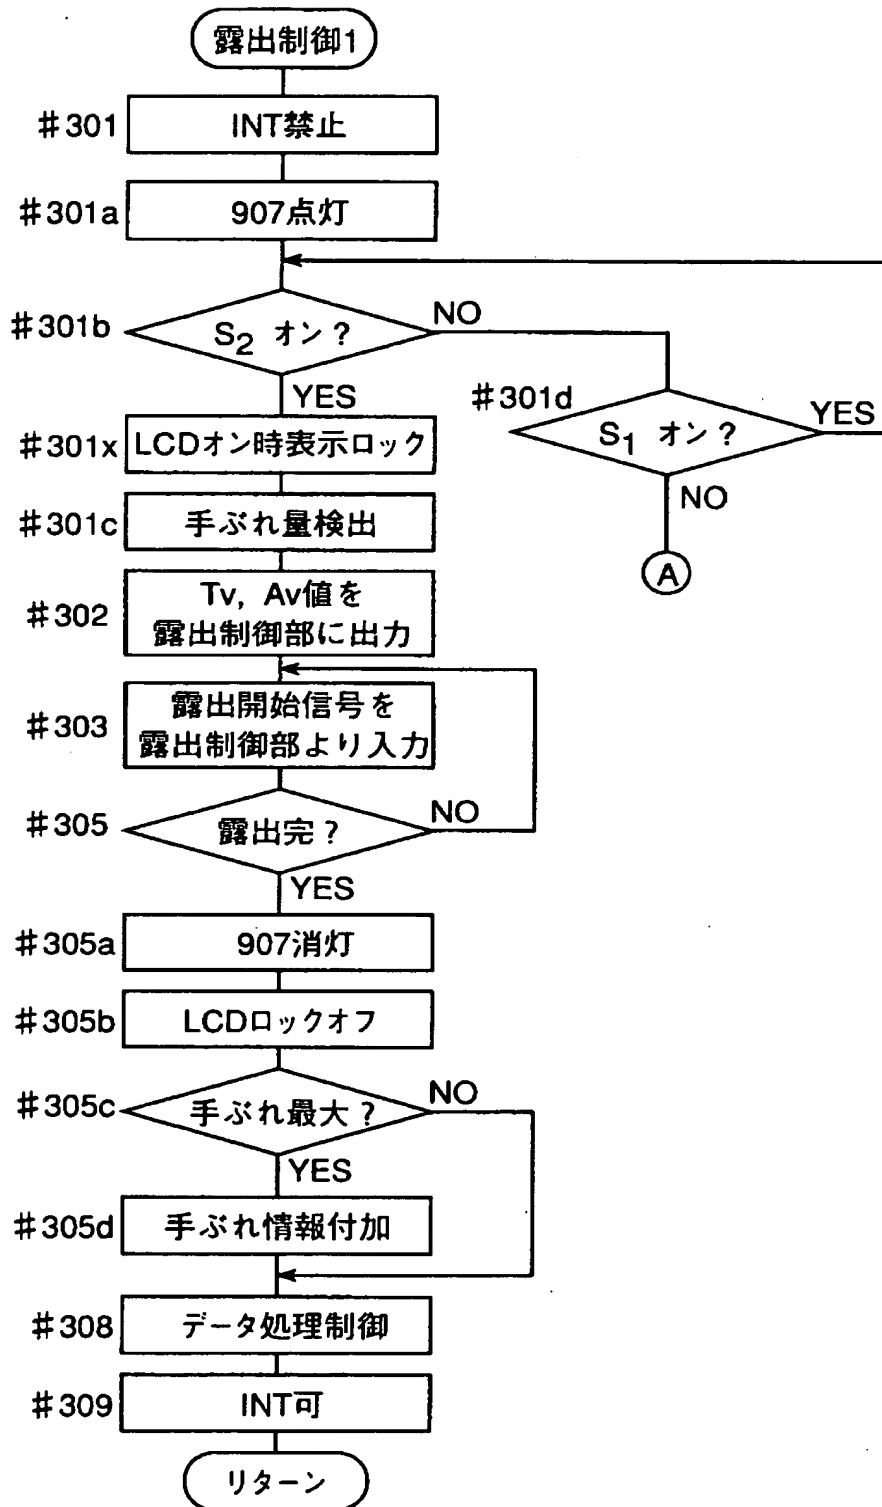 露出制御1
#301 INT禁止
#301a 907点灯
#301b S2 オン？ NO
YES
#301d S1 オン？ YES
NO
A
#301x LCDオン時表示ロック
#301c 手ぶれ量検出
#302 Tv, Av値を
露出制御部に出力
#303 露出開始信号を
露出制御部より入力
#305 露出完？ NO
YES
#305a 907消灯
#305b LCDロックオフ
#305c 手ぶれ最大？ NO
YES
#305d 手ぶれ情報付加
#308 データ処理制御
#309 INT可
リターン